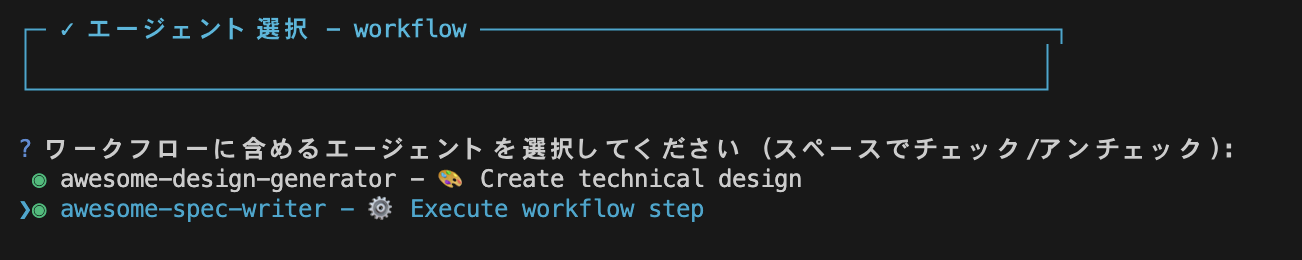 ✓ エージェント選択 - workflow
? ワークフローに含めるエージェントを選択してください (スペースでチェック/アンチェック):
◉ awesome-design-generator - 🎨 Create technical design
❯◉ awesome-spec-writer - ⚙️ Execute workflow step